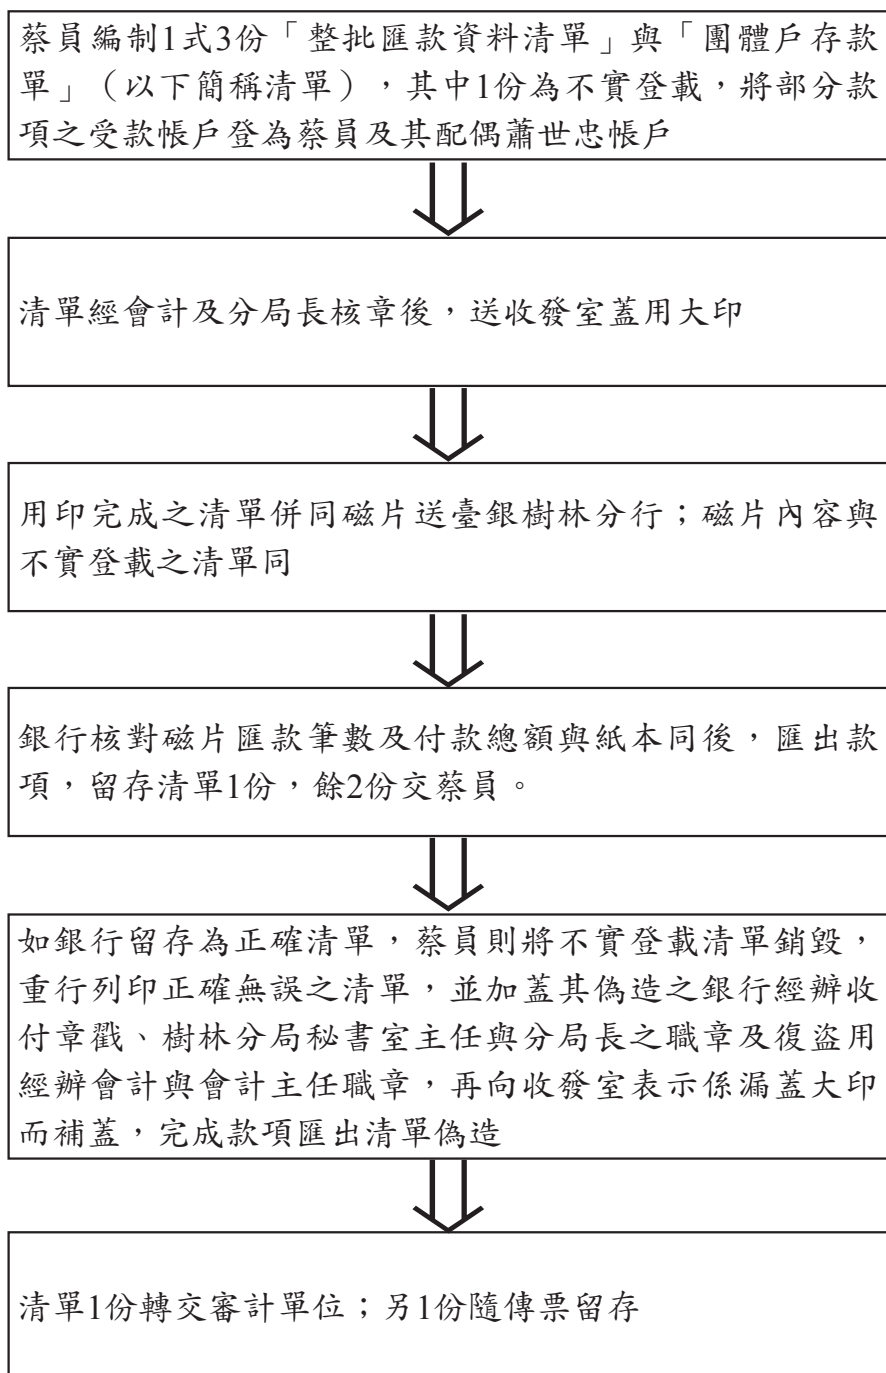 蔡員編制1式3份「整批匯款資料清單」與「團體戶存款
單」（以下簡稱清單），其中1份為不實登載，將部分款
項之受款帳戶登為蔡員及其配偶蕭世忠帳戶
清單經會計及分局長核章後，送收發室蓋用大印
用印完成之清單併同磁片送臺銀樹林分行；磁片內容與
不實登載之清單同
銀行核對磁片匯款筆數及付款總額與紙本同後，匯出款
項，留存清單1份，餘2份交蔡員。
如銀行留存為正確清單，蔡員則將不實登載清單銷毀，
重行列印正確無誤之清單，並加蓋其偽造之銀行經辦收
付章戳、樹林分局秘書室主任與分局長之職章及復盜用
經辦會計與會計主任職章，再向收發室表示係漏蓋大印
而補蓋，完成款項匯出清單偽造
清單1份轉交審計單位；另1份隨傳票留存